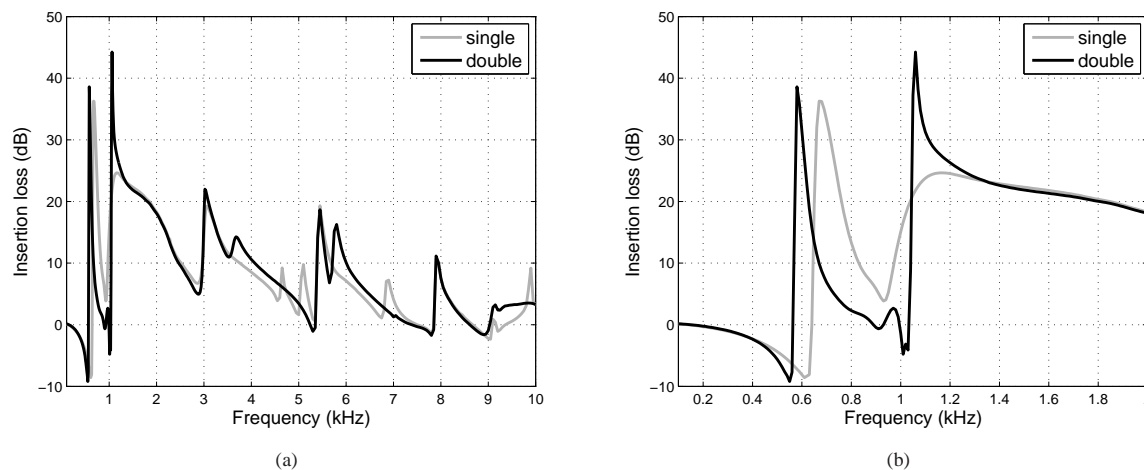 50
40
30
20
10
0
−10
Insertion loss (dB)
single
double
1 2 3 4 5 6 7 8 9 10
Frequency (kHz)
(a)
50
40
30
20
10
0
−10
Insertion loss (dB)
single
double
0.2 0.4 0.6 0.8 1 1.2 1.4 1.6 1.8
Frequency (kHz)
(b)